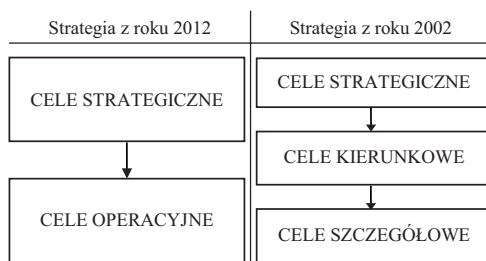 Strategia z roku 2012
Strategia z roku 2002
CELE STRATEGICZNE
CELE OPERACYJNE
CELE STRATEGICZNE
CELE KIERUNKOWE
CELE SZCZEGÓŁOWE